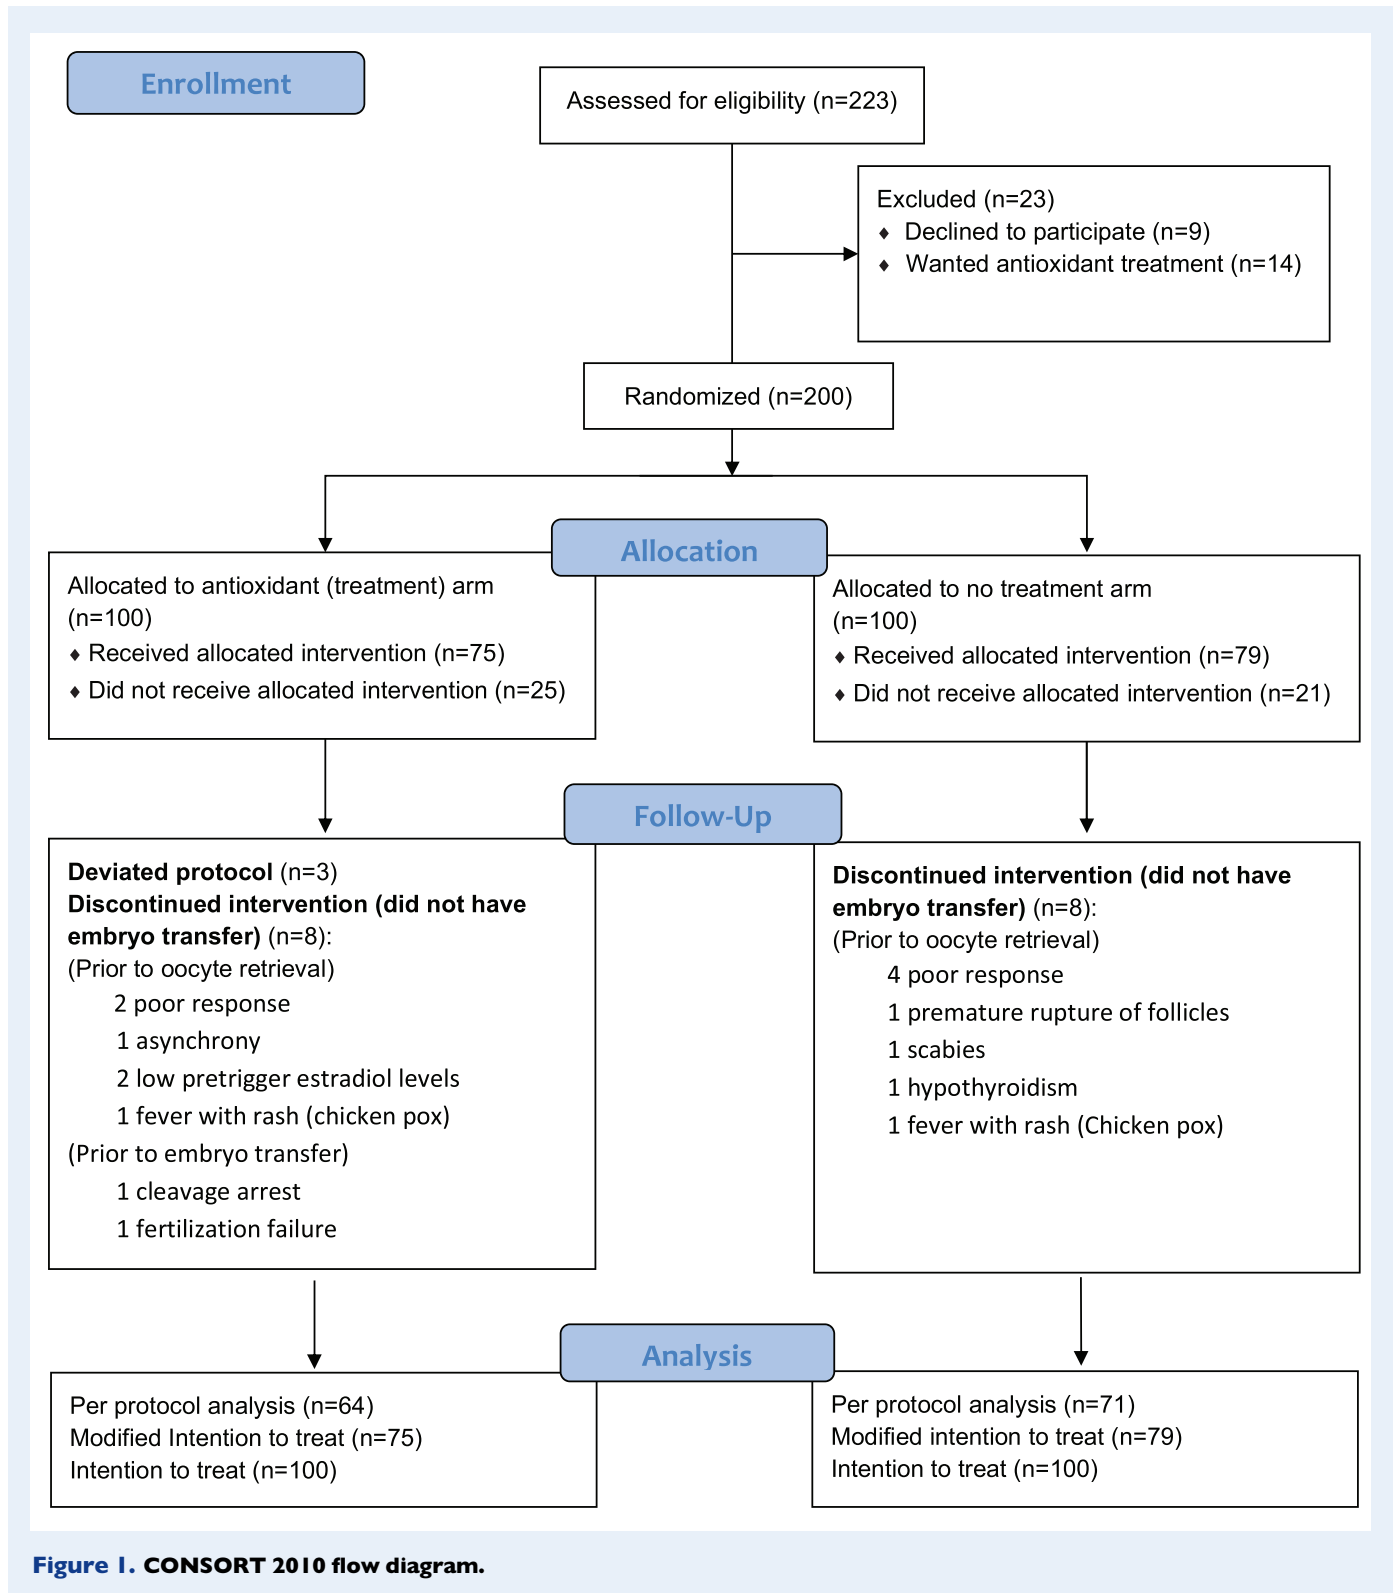 Enrollment
Assessed for eligibility (n=223)
Excluded (n=23)
♦ Declined to participate (n=9)
♦ Wanted antioxidant treatment (n=14)
Randomized (n=200)
Allocation
Allocated to antioxidant (treatment) arm
(n=100)
♦ Received allocated intervention (n=75)
♦ Did not receive allocated intervention (n=25)
Allocated to no treatment arm
(n=100)
♦ Received allocated intervention (n=79)
♦ Did not receive allocated intervention (n=21)
Follow-Up
Deviated protocol (n=3)
Discontinued intervention (did not have
embryo transfer) (n=8):
(Prior to oocyte retrieval)
2 poor response
1 asynchrony
2 low pretrigger estradiol levels
1 fever with rash (chicken pox)
(Prior to embryo transfer)
1 cleavage arrest
1 fertilization failure
Discontinued intervention (did not have
embryo transfer) (n=8):
(Prior to oocyte retrieval)
4 poor response
1 premature rupture of follicles
1 scabies
1 hypothyroidism
1 fever with rash (Chicken pox)
Analysis
Per protocol analysis (n=64)
Modified Intention to treat (n=75)
Intention to treat (n=100)
Per protocol analysis (n=71)
Modified intention to treat (n=79)
Intention to treat (n=100)
Figure 1. CONSORT 2010 flow diagram.